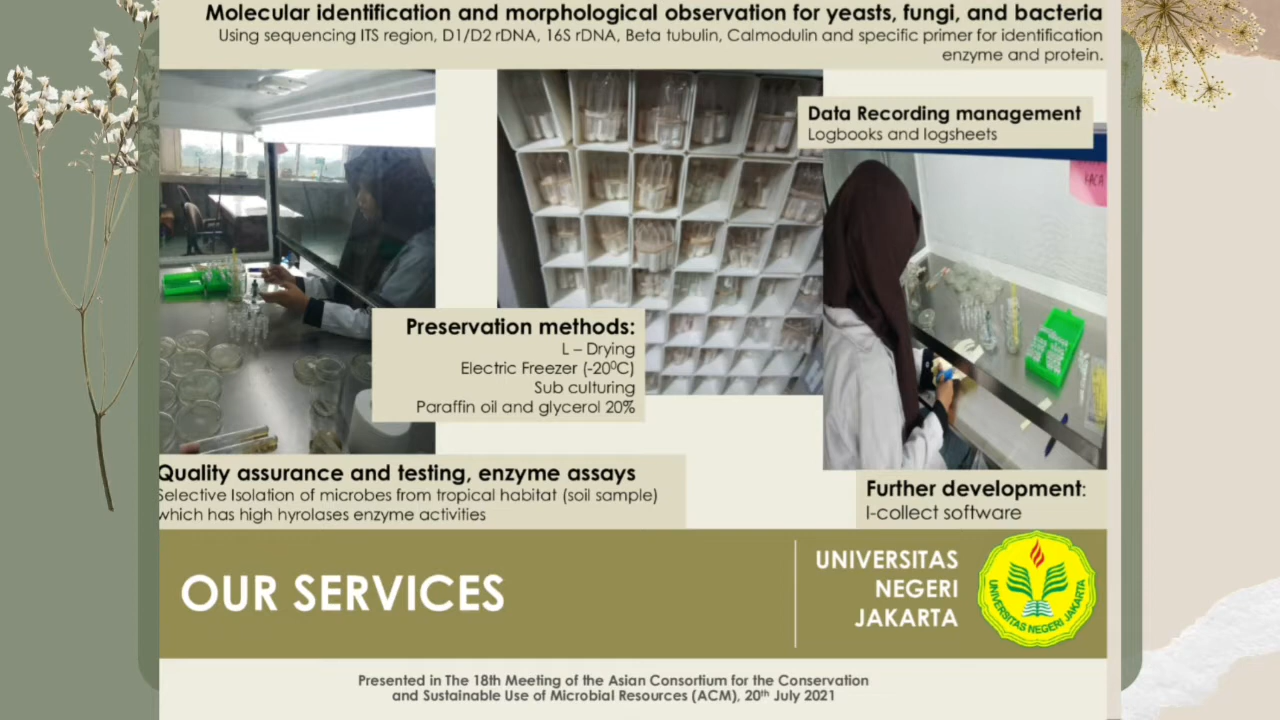 Molecular identification and morphological observation for yeasts, fungi, and bacteria
Using sequencing ITS region, D1/D2 rDNA, 16S rDNA, Beta tubulin, Calmodulin and specific primer for identification
enzyme and protein.
Data Recording management
Logbooks and logsheets
KACA
Preservation methods:
L – Drying
Electric Freezer (-20⁰C)
Sub culturing
Paraffin oil and glycerol 20%
Quality assurance and testing, enzyme assays
Selective Isolation of microbes from tropical habitat (soil sample)
which has high hyrolases enzyme activities
Further development:
I-collect software
OUR SERVICES
UNIVERSITAS
NEGERI
JAKARTA
UNIVERSITAS NEGERI JAKARTA
Presented in The 18th Meeting of the Asian Consortium for the Conservation
and Sustainable Use of Microbial Resources (ACM), 20th July 2021